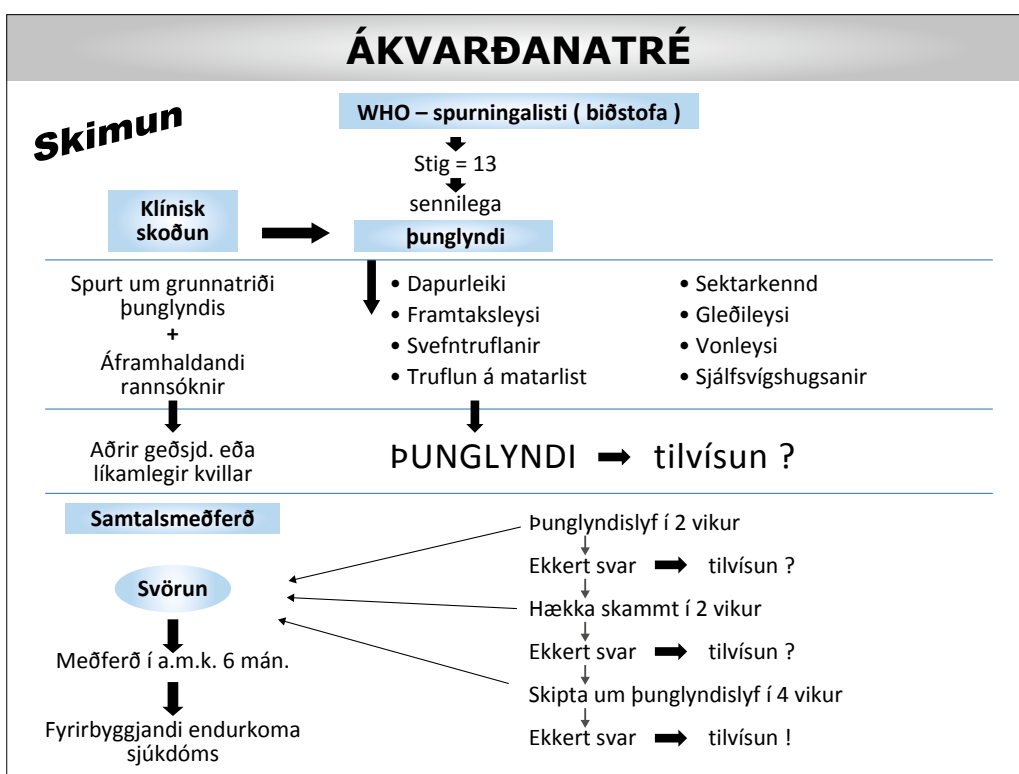 ÁKVARÐANATRÉ
Skimun
WHO – spurningalisti ( biðstofa )
Stig = 13
sennilega
þunglyndi
Klínisk
skoðun
Spurt um grunnatriði
þunglyndis
+
Áframhaldandi
rannsóknir
• Dapurleiki
• Framtaksleysi
• Svefntruflanir
• Truflun á matarlist
• Sektarkennd
• Gleðileysi
• Vonleysi
• Sjálfsvígshugsanir
Aðrir geðsjd. eða
líkamlegir kvillar
ÞUNGLYNDI tilvísun ?
Samtalsmeðferð
Svörun
Meðferð í a.m.k. 6 mán.
Fyrirbyggjandi endurkoma
sjúkdóms
Þunglyndislyf í 2 vikur
Ekkert svar tilvísun ?
Hækka skammt í 2 vikur
Ekkert svar tilvísun ?
Skipta um þunglyndislyf í 4 vikur
Ekkert svar tilvísun !